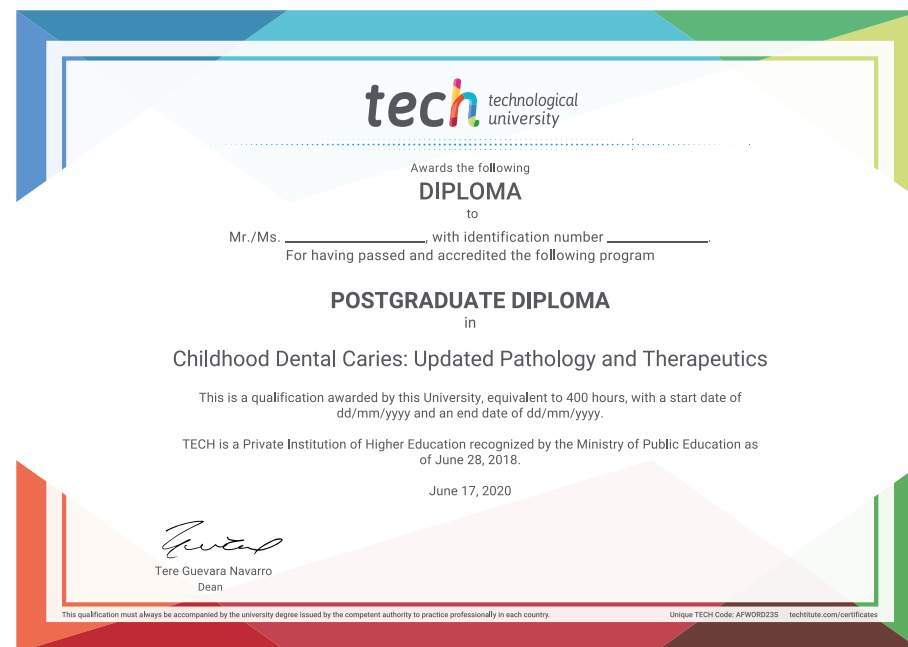 tech technological
university
Awards the following
DIPLOMA
to
Mr./Ms. ____________, with identification number ____________.
For having passed and accredited the following program
POSTGRADUATE DIPLOMA
in
Childhood Dental Caries: Updated Pathology and Therapeutics
This is a qualification awarded by this University, equivalent to 400 hours, with a start date of
dd/mm/yyyy and an end date of dd/mm/yyyy.
TECH is a Private Institution of Higher Education recognized by the Ministry of Public Education as
of June 28, 2018.
June 17, 2020
Tere Guevara Navarro
Dean
This qualification must always be accompanied by the university degree issued by the competent authority to practice professionally in each country. Unique TECH Code: AFWORD23S techtitute.com/certificates